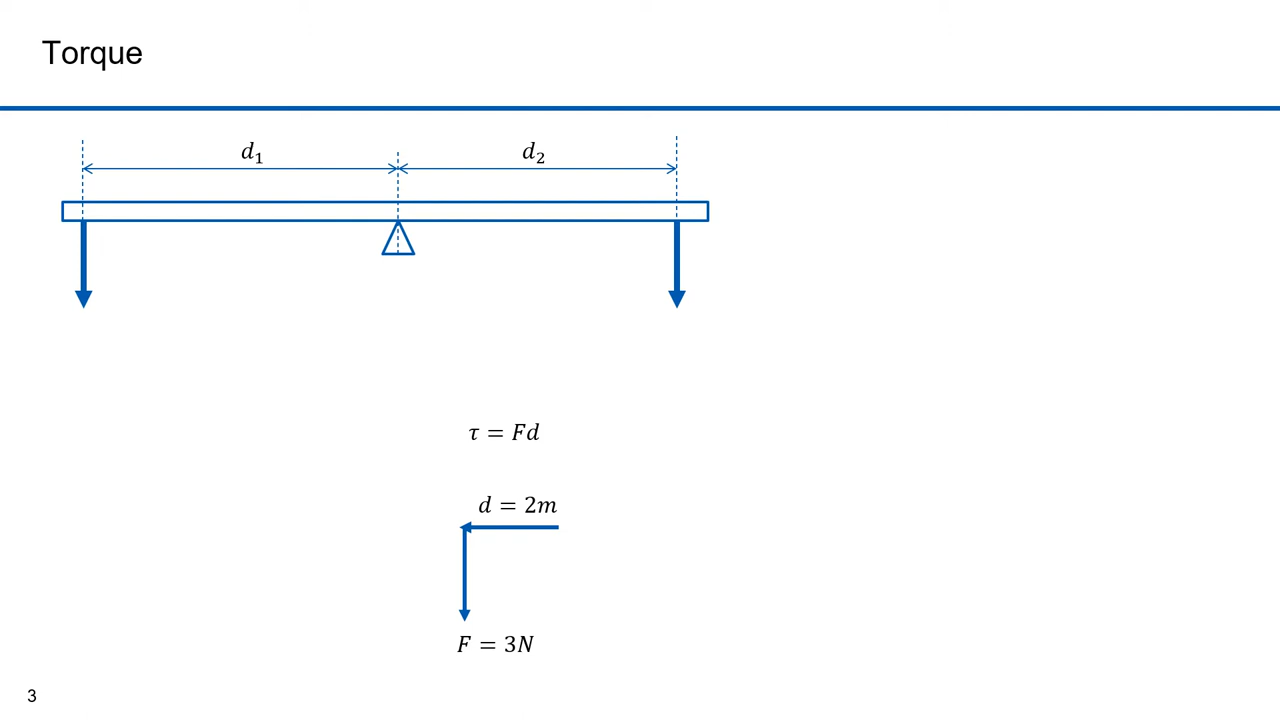 Torque
d₁ d₂
τ = Fd
d = 2m
F = 3N
3